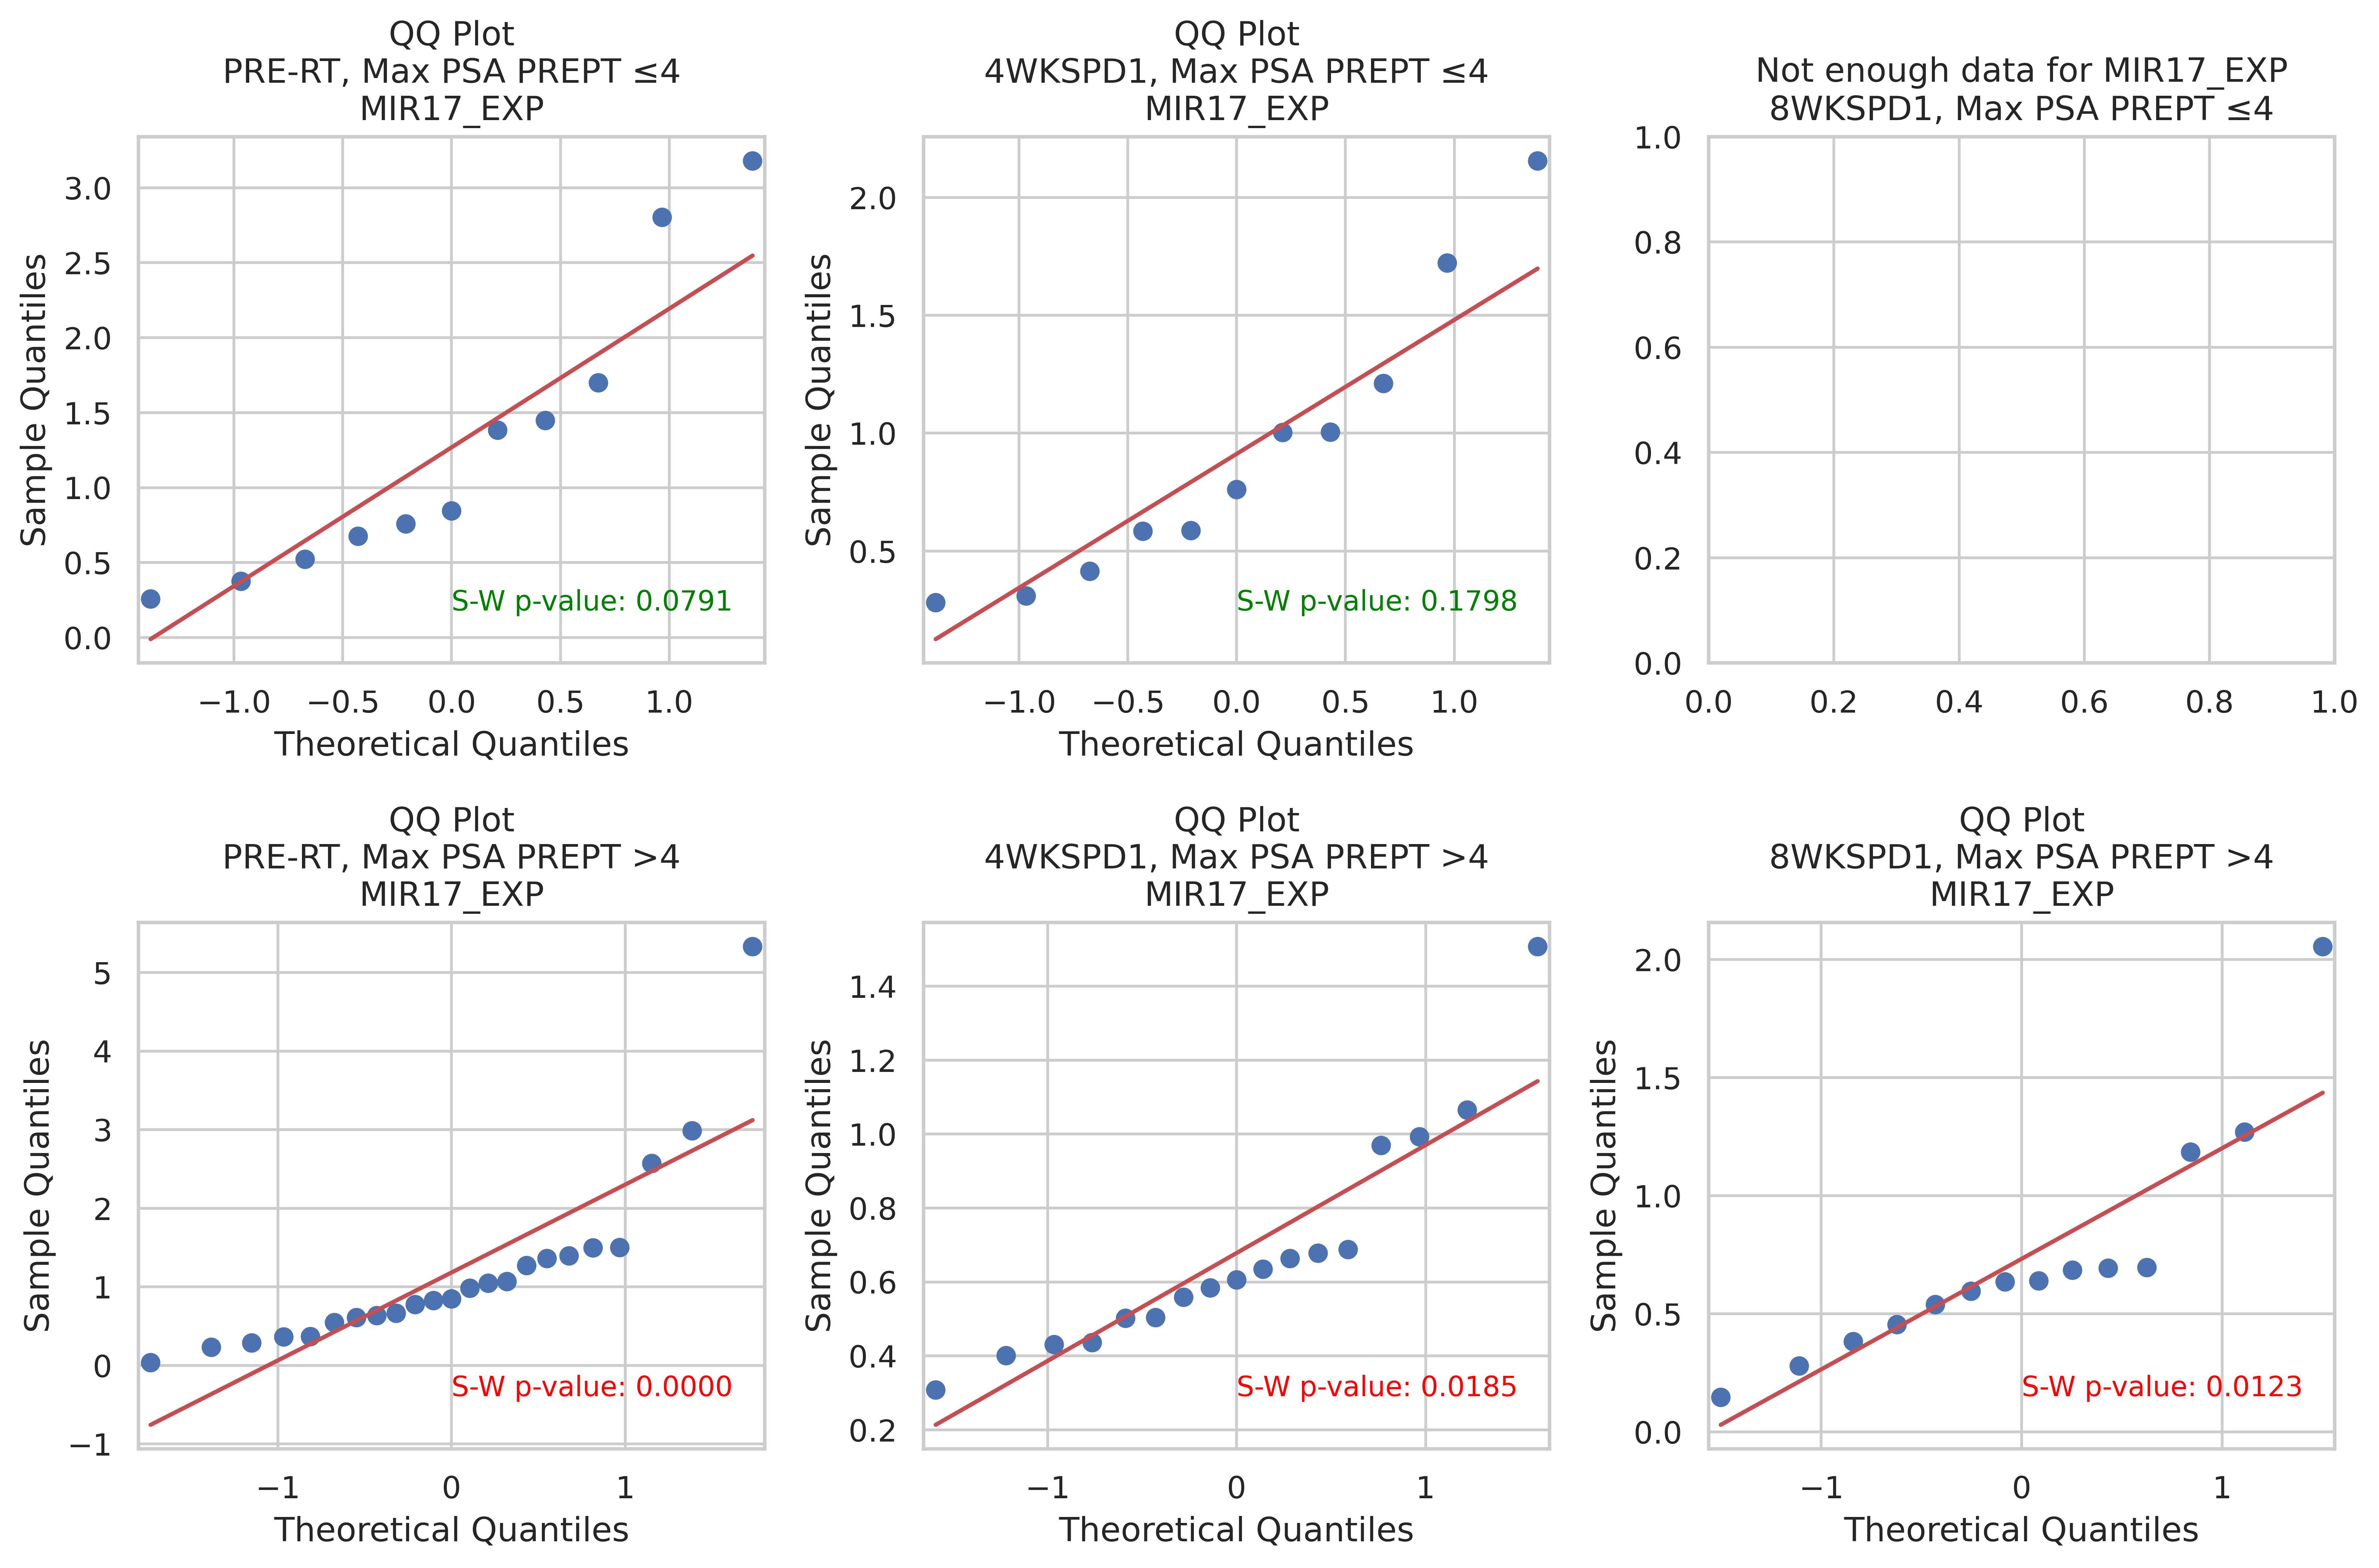 QQ Plot
PRE-RT, Max PSA PREPT ≤4
MIR17_EXP
Sample Quantiles
3.0
2.5
2.0
1.5
1.0
0.5
0.0
S-W p-value: 0.0791
−1.0 −0.5 0.0 0.5 1.0
Theoretical Quantiles
QQ Plot
4WKSPD1, Max PSA PREPT ≤4
MIR17_EXP
Sample Quantiles
2.0
1.5
1.0
0.5
S-W p-value: 0.1798
−1.0 −0.5 0.0 0.5 1.0
Theoretical Quantiles
Not enough data for MIR17_EXP
8WKSPD1, Max PSA PREPT ≤4
1.0
0.8
0.6
0.4
0.2
0.0
0.0 0.2 0.4 0.6 0.8 1.0
QQ Plot
PRE-RT, Max PSA PREPT >4
MIR17_EXP
Sample Quantiles
5
4
3
2
1
0
−1
S-W p-value: 0.0000
−1 0 1
Theoretical Quantiles
QQ Plot
4WKSPD1, Max PSA PREPT >4
MIR17_EXP
Sample Quantiles
1.4
1.2
1.0
0.8
0.6
0.4
0.2
S-W p-value: 0.0185
−1 0 1
Theoretical Quantiles
QQ Plot
8WKSPD1, Max PSA PREPT >4
MIR17_EXP
Sample Quantiles
2.0
1.5
1.0
0.5
0.0
S-W p-value: 0.0123
−1 0 1
Theoretical Quantiles